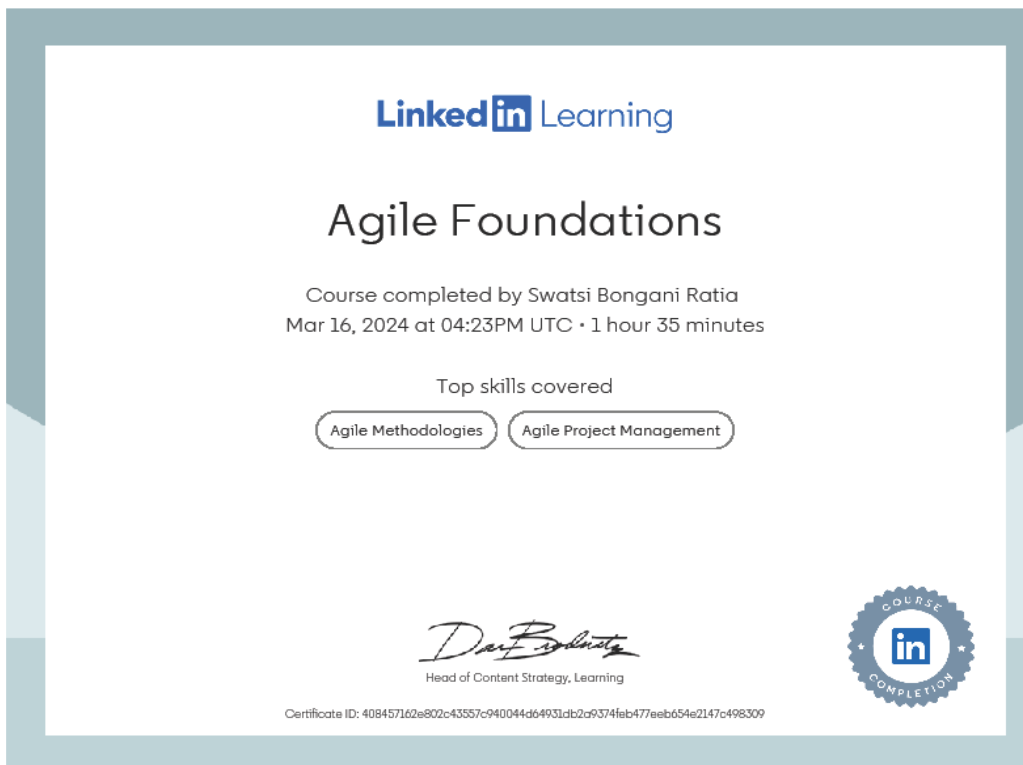 Linked in Learning
Agile Foundations
Course completed by Swatsi Bongani Ratia
Mar 16, 2024 at 04:23PM UTC • 1 hour 35 minutes
Top skills covered
Agile Methodologies
Agile Project Management
Head of Content Strategy, Learning
COURSE
in
COMPLETION
Certificate ID: 408457162e802c43557c940044d64931db2a9374feb477eeb654e2147c498309